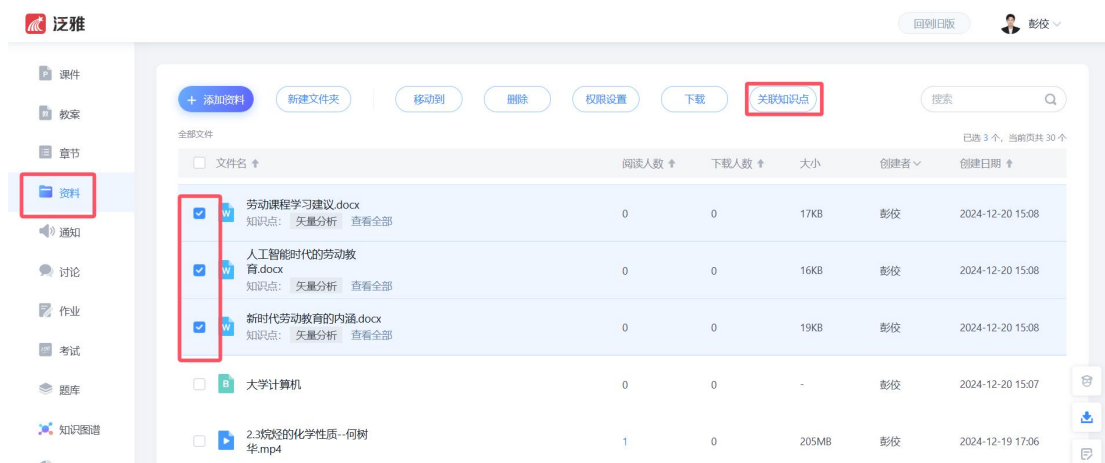 泛雅
回到旧版
彭佼
课件
教案
章节
资料
通知
讨论
作业
考试
题库
知识图谱
+ 添加资料 新建文件夹 移动到 删除 权限设置 下载 关联知识点 搜索
全部文件 已选 3 个，当前页共 30 个
文件名 阅读人数 下载人数 大小 创建者 创建日期
劳动课程学习建议.docx
知识点： 矢量分析 查看全部
0 0 17KB 彭佼 2024-12-20 15:08
人工智能时代的劳动教
育.docx
知识点： 矢量分析 查看全部
0 0 16KB 彭佼 2024-12-20 15:08
新时代劳动教育的内涵.docx
知识点： 矢量分析 查看全部
0 0 19KB 彭佼 2024-12-20 15:08
大学计算机 0 0 - 彭佼 2024-12-20 15:07
2.3烷烃的化学性质--何树
华.mp4
1 0 205MB 彭佼 2024-12-19 17:06